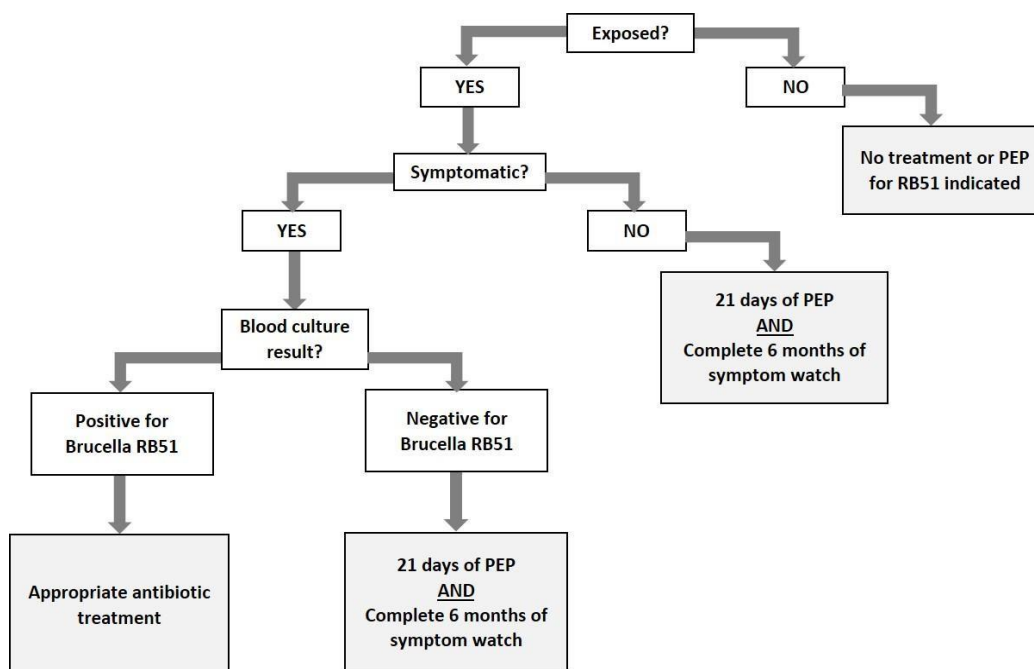 Exposed?
YES
NO
No treatment or PEP
for RB51 indicated
Symptomatic?
YES
NO
21 days of PEP
AND
Complete 6 months of
symptom watch
Blood culture
result?
Positive for
Brucella RB51
Negative for
Brucella RB51
Appropriate antibiotic
treatment
21 days of PEP
AND
Complete 6 months of
symptom watch